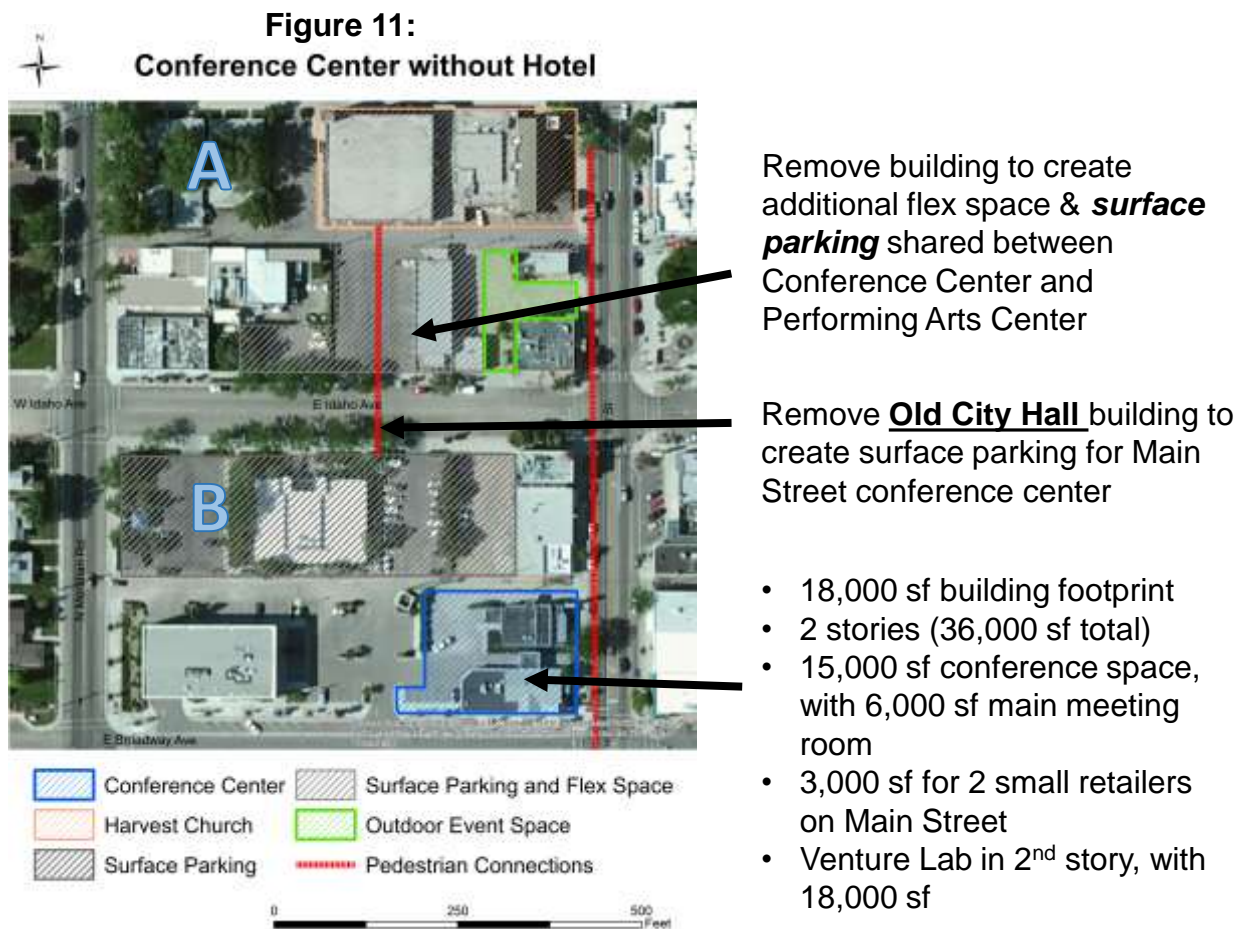 Figure 11:
N
Conference Center without Hotel
A
Remove building to create
additional flex space & surface
parking shared between
Conference Center and
Performing Arts Center
W Idaho Ave
E Idaho Ave
St
Remove Old City Hall building to
create surface parking for Main
Street conference center
B
N Meridian Rd
• 18,000 sf building footprint
• 2 stories (36,000 sf total)
• 15,000 sf conference space,
with 6,000 sf main meeting
room
• 3,000 sf for 2 small retailers
on Main Street
• Venture Lab in 2nd story, with
18,000 sf
E Broadway Ave
Conference Center
Surface Parking and Flex Space
Harvest Church
Outdoor Event Space
Surface Parking
Pedestrian Connections
0 250 500
Feet